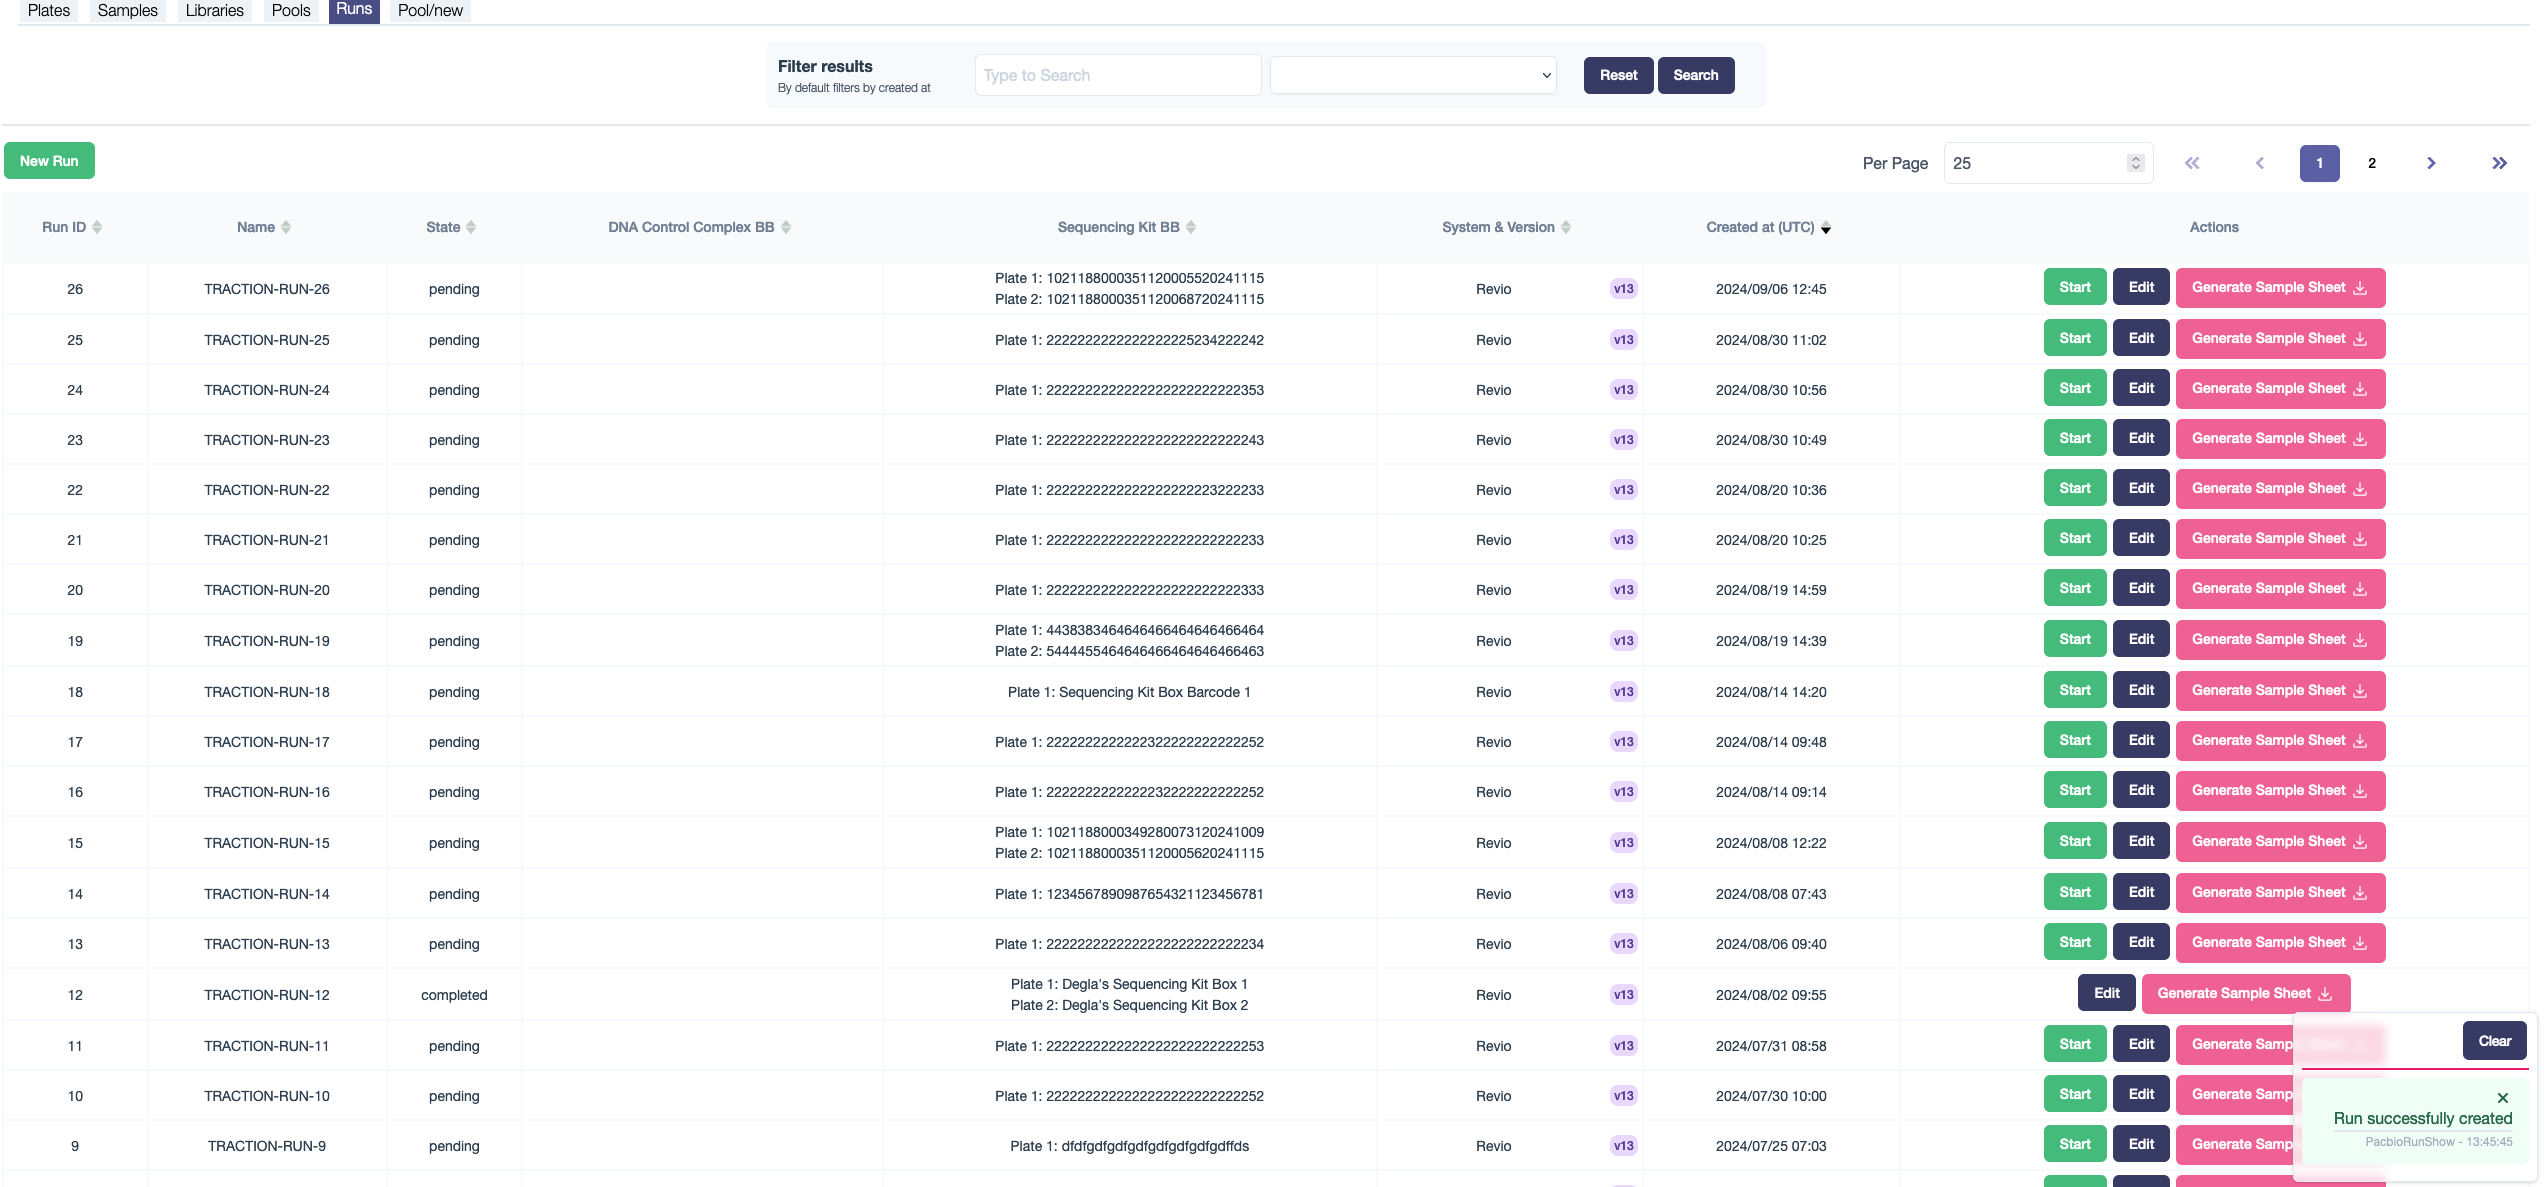 Plates Samples Libraries Pools Runs Pool/new
Filter results
By default filters by created at
Type to Search
Reset Search
New Run
Per Page 25 « ‹ 1 2 › »
Run ID Name State DNA Control Complex BB Sequencing Kit BB System & Version Created at (UTC) Actions
26 TRACTION-RUN-26 pending Plate 1: 1021188000351120005520241115 Revio v13 2024/09/06 12:45 Start Edit Generate Sample Sheet
Plate 2: 1021188000351120068720241115
25 TRACTION-RUN-25 pending Plate 1: Revio v13 2024/08/30 11:02 Start Edit Generate Sample Sheet
24 TRACTION-RUN-24 pending Plate 1: Revio v13 2024/08/30 10:56 Start Edit Generate Sample Sheet
23 TRACTION-RUN-23 pending Plate 1: Revio v13 2024/08/30 10:49 Start Edit Generate Sample Sheet
22 TRACTION-RUN-22 pending Plate 1: Revio v13 2024/08/20 10:36 Start Edit Generate Sample Sheet
21 TRACTION-RUN-21 pending Plate 1: Revio v13 2024/08/20 10:25 Start Edit Generate Sample Sheet
20 TRACTION-RUN-20 pending Plate 1: Revio v13 2024/08/19 14:59 Start Edit Generate Sample Sheet
19 TRACTION-RUN-19 pending Plate 1: Revio v13 2024/08/19 14:39 Start Edit Generate Sample Sheet
Plate 2:
18 TRACTION-RUN-18 pending Plate 1: Sequencing Kit Box Barcode 1 Revio v13 2024/08/14 14:20 Start Edit Generate Sample Sheet
17 TRACTION-RUN-17 pending Plate 1: Revio v13 2024/08/14 09:48 Start Edit Generate Sample Sheet
16 TRACTION-RUN-16 pending Plate 1: Revio v13 2024/08/14 09:14 Start Edit Generate Sample Sheet
15 TRACTION-RUN-15 pending Plate 1: 1021188000349280073120241009 Revio v13 2024/08/08 12:22 Start Edit Generate Sample Sheet
Plate 2: 1021188000351120005620241115
14 TRACTION-RUN-14 pending Plate 1: 1234567890987654321123456781 Revio v13 2024/08/08 07:43 Start Edit Generate Sample Sheet
13 TRACTION-RUN-13 pending Plate 1: Revio v13 2024/08/06 09:40 Start Edit Generate Sample Sheet
12 TRACTION-RUN-12 completed Plate 1: Degla's Sequencing Kit Box 1 Revio v13 2024/08/02 09:55 Edit Generate Sample Sheet
Plate 2: Degla's Sequencing Kit Box 2
11 TRACTION-RUN-11 pending Plate 1: Revio v13 2024/07/31 08:58 Start Edit Generate Samp
10 TRACTION-RUN-10 pending Plate 1: Revio v13 2024/07/30 10:00 Start Edit Generate Samp
9 TRACTION-RUN-9 pending Plate 1: Revio v13 2024/07/25 07:03 Start Edit Generate Samp
Clear
Run successfully created
PacbioRunShow - 13:45:45